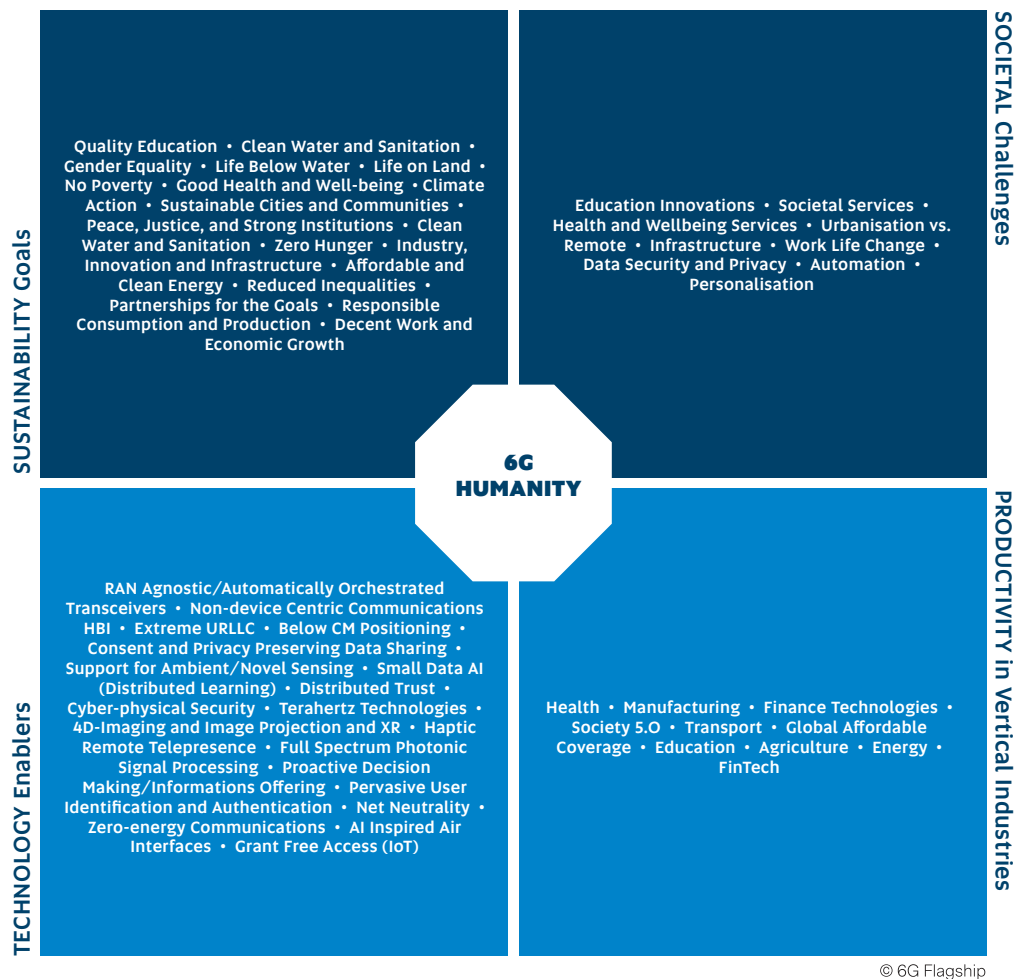 SUSTAINABILITY Goals
Quality Education • Clean Water and Sanitation •
Gender Equality • Life Below Water • Life on Land •
No Poverty • Good Health and Well-being • Climate
Action • Sustainable Cities and Communities •
Peace, Justice, and Strong Institutions • Clean
Water and Sanitation • Zero Hunger • Industry,
Innovation and Infrastructure • Affordable and
Clean Energy • Reduced Inequalities •
Partnerships for the Goals • Responsible
Consumption and Production • Decent Work and
Economic Growth
SOCIETAL Challenges
Education Innovations • Societal Services •
Health and Wellbeing Services • Urbanisation vs.
Remote • Infrastructure • Work Life Change •
Data Security and Privacy • Automation •
Personalisation
6G
HUMANITY
TECHNOLOGY Enablers
RAN Agnostic/Automatically Orchestrated
Transceivers • Non-device Centric Communications
HBI • Extreme URLLC • Below CM Positioning •
Consent and Privacy Preserving Data Sharing •
Support for Ambient/Novel Sensing • Small Data AI
(Distributed Learning) • Distributed Trust •
Cyber-physical Security • Terahertz Technologies •
4D-Imaging and Image Projection and XR • Haptic
Remote Telepresence • Full Spectrum Photonic
Signal Processing • Proactive Decision
Making/Informations Offering • Pervasive User
Identification and Authentication • Net Neutrality •
Zero-energy Communications • AI Inspired Air
Interfaces • Grant Free Access (IoT)
PRODUCTIVITY in Vertical Industries
Health • Manufacturing • Finance Technologies •
Society 5.O • Transport • Global Affordable
Coverage • Education • Agriculture • Energy •
FinTech
© 6G Flagship